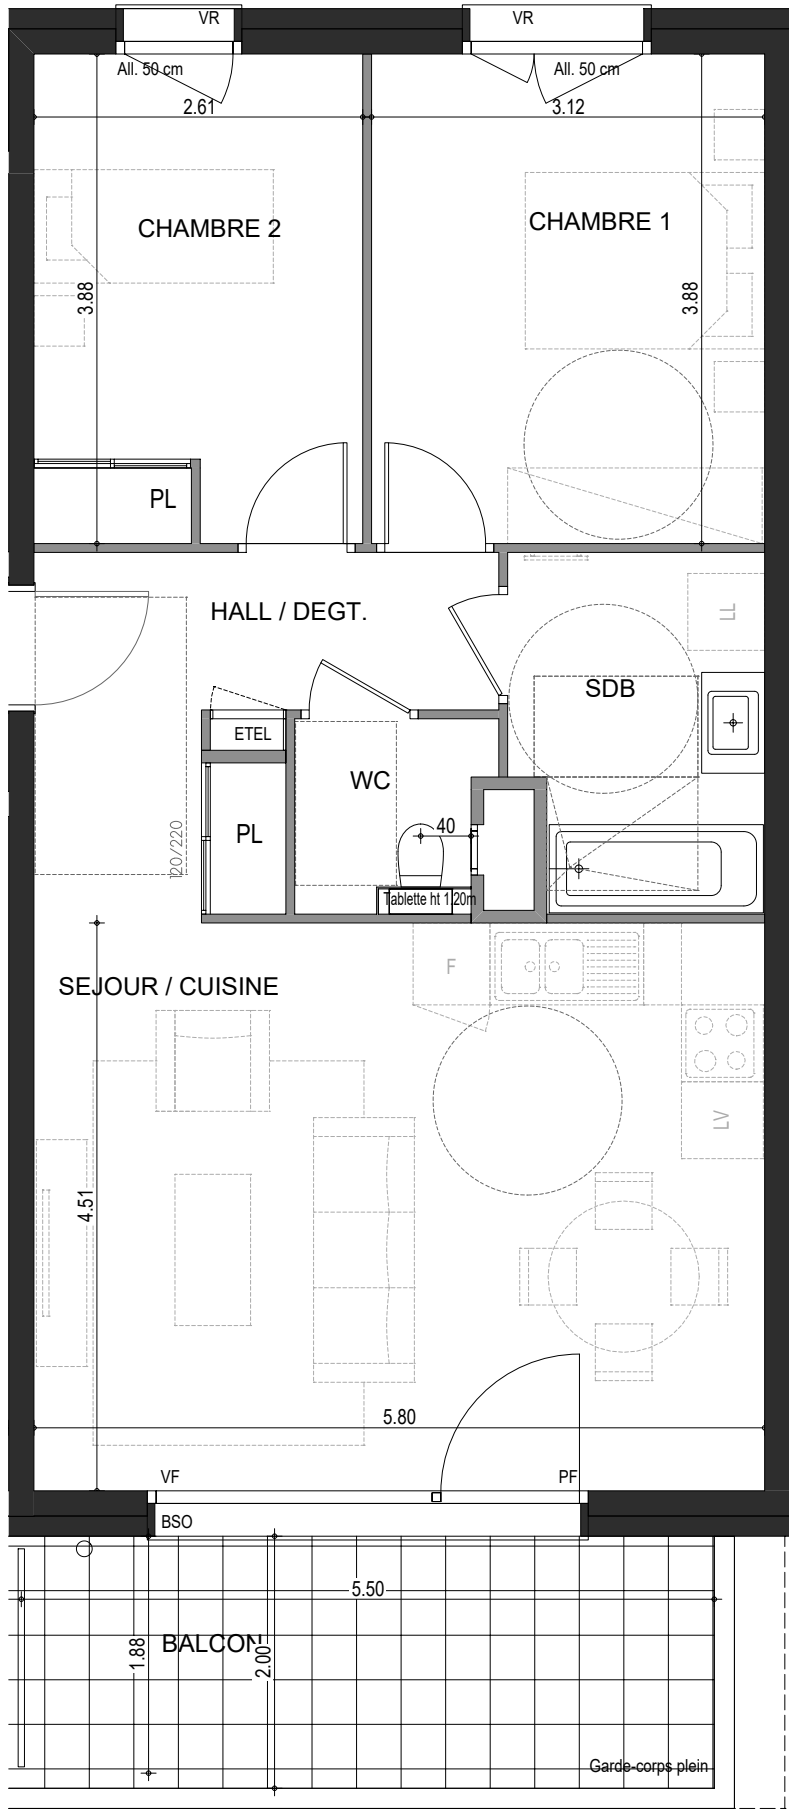 VR
VR
All. 50 cm
All. 50 cm
2.61
3.12
CHAMBRE 2
CHAMBRE 1
3.88
3.88
PL
HALL / DEGT.
LL
SDB
ETEL
WC
PL
40
120/220
Tablette ht 1.20m
SEJOUR / CUISINE
F
LV
4.51
5.80
VF
PF
BSO
5.50
BALCON
1.88
2.00
Garde-corps plein